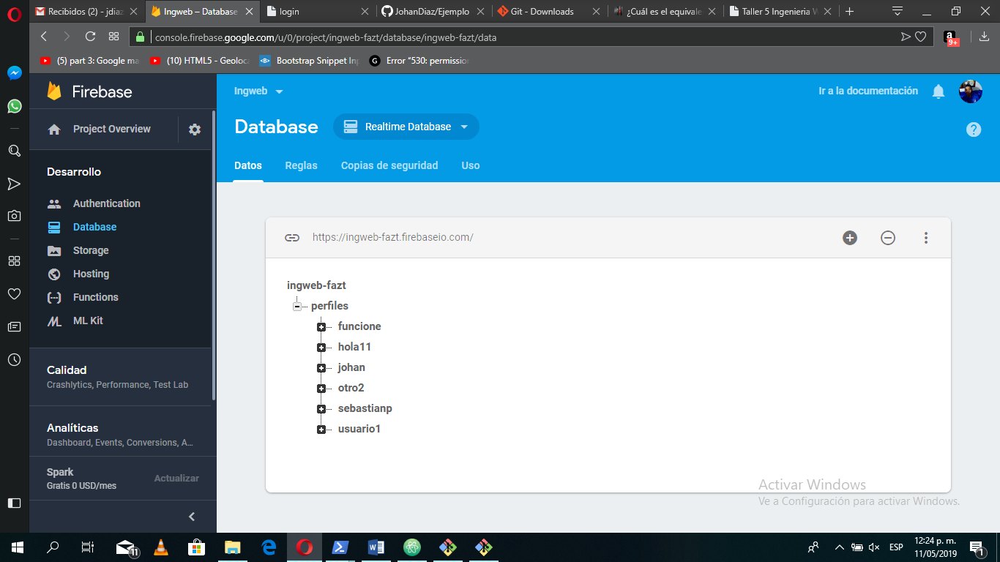 Recibidos (2) - jdiaz
Ingweb – Database
login
JohanDiaz/Ejemplo
Git - Downloads
¿Cuál es el equivale
Taller 5 Ingenieria W
console.firebase.google.com/u/0/project/ingweb-fazt/database/ingweb-fazt/data
9+
(5) part 3: Google ma
(10) HTML5 - Geoloc
Bootstrap Snippet Inp
Error “530: permission
Firebase
Ingweb
Ir a la documentación
Project Overview
Database
Realtime Database
Datos
Reglas
Copias de seguridad
Uso
Desarrollo
Authentication
Database
Storage
Hosting
Functions
ML Kit
Calidad
Crashlytics, Performance, Test Lab
Analíticas
Dashboard, Events, Conversions, A...
Spark
Gratis 0 USD/mes
Actualizar
https://ingweb-fazt.firebaseio.com/
ingweb-fazt
perfiles
funcione
hola11
johan
otro2
sebastianp
usuario1
Activar Windows
Ve a Configuración para activar Windows.
11
ESP
12:24 p. m.
11/05/2019
1